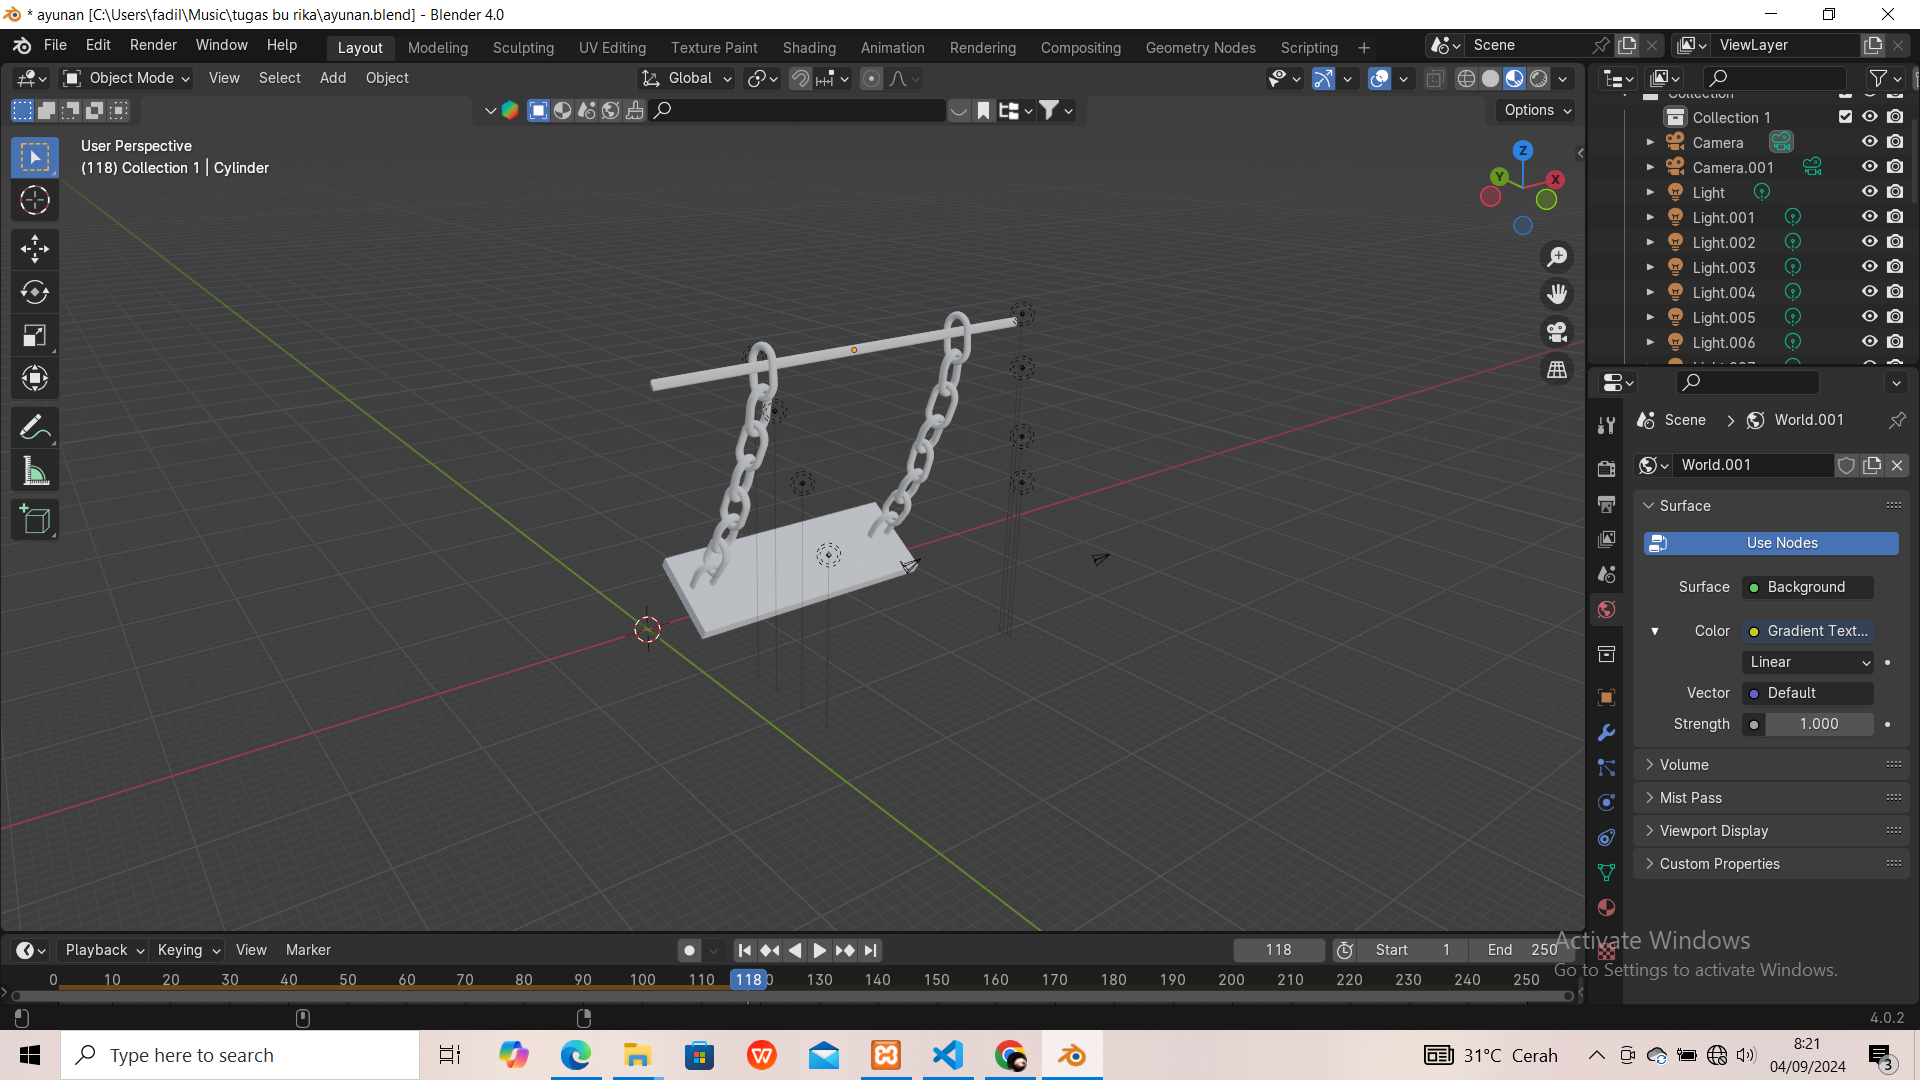 * ayunan [C:\Users\fadil\Music\tugas bu rika\ayunan.blend] - Blender 4.0
File Edit Render Window Help
Layout Modeling Sculpting UV Editing Texture Paint Shading Animation Rendering Compositing Geometry Nodes Scripting
Scene
ViewLayer
Object Mode View Select Add Object
Global
Options
User Perspective
(118) Collection 1 | Cylinder
Z
Y
X
Collection
Collection 1
Camera
Camera.001
Light
Light.001
Light.002
Light.003
Light.004
Light.005
Light.006
Scene > World.001
World.001
Surface
Use Nodes
Surface Background
Color Gradient Text...
Linear
Vector Default
Strength 1.000
Volume
Mist Pass
Viewport Display
Custom Properties
Playback Keying View Marker
118 Start 1 End 250
0 10 20 30 40 50 60 70 80 90 100 110 118 130 140 150 160 170 180 190 200 210 220 230 240 250
Activate Windows
Go to Settings to activate Windows.
4.0.2
Type here to search
31°C Cerah
8:21
04/09/2024
3